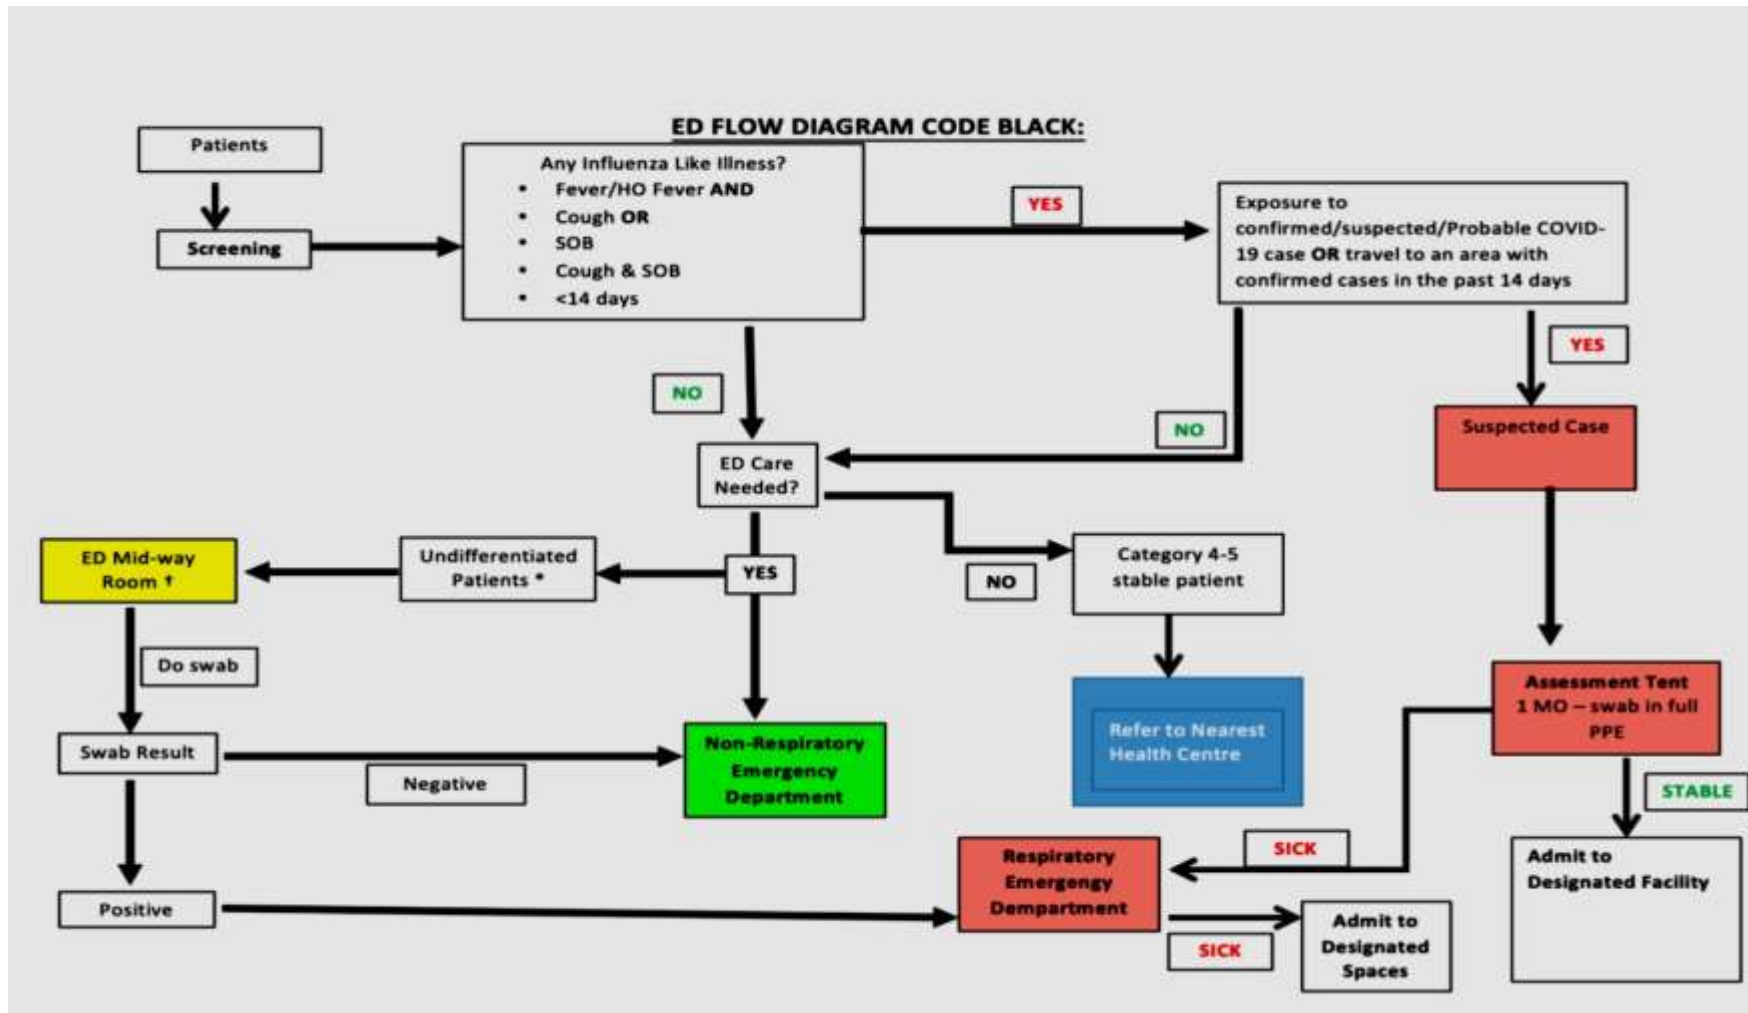 ED FLOW DIAGRAM CODE BLACK:
Patients
Screening
Any Influenza Like Illness?
• Fever/HO Fever AND
• Cough OR
• SOB
• Cough & SOB
• <14 days
YES
Exposure to
confirmed/suspected/Probable COVID-
19 case OR travel to an area with
confirmed cases in the past 14 days
NO
NO
YES
Suspected Case
ED Care
Needed?
ED Mid-way
Room †
Undifferentiated
Patients *
YES
NO
Category 4-5
stable patient
Do swab
Assessment Tent
1 MO – swab in full
PPE
Swab Result
Negative
Non-Respiratory
Emergency
Department
Refer to Nearest
Health Centre
STABLE
SICK
Respiratory
Emergengy
Dempartment
Admit to
Designated Facility
Positive
SICK
Admit to
Designated
Spaces